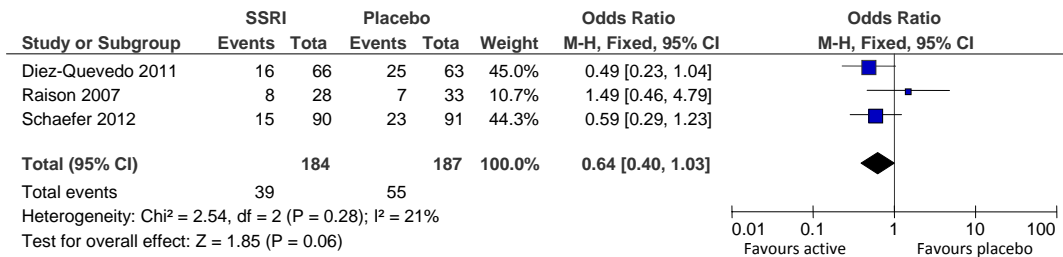 SSRI Placebo Odds Ratio Odds Ratio
Study or Subgroup Events Tota Events Tota Weight M-H, Fixed, 95% CI M-H, Fixed, 95% CI
Diez-Quevedo 2011 16 66 25 63 45.0% 0.49 [0.23, 1.04]
Raison 2007 8 28 7 33 10.7% 1.49 [0.46, 4.79]
Schaefer 2012 15 90 23 91 44.3% 0.59 [0.29, 1.23]
Total (95% CI) 184 187 100.0% 0.64 [0.40, 1.03]
Total events 39 55
Heterogeneity: Chi² = 2.54, df = 2 (P = 0.28); I² = 21%
Test for overall effect: Z = 1.85 (P = 0.06)
0.01 0.1 1 10 100
Favours active Favours placebo